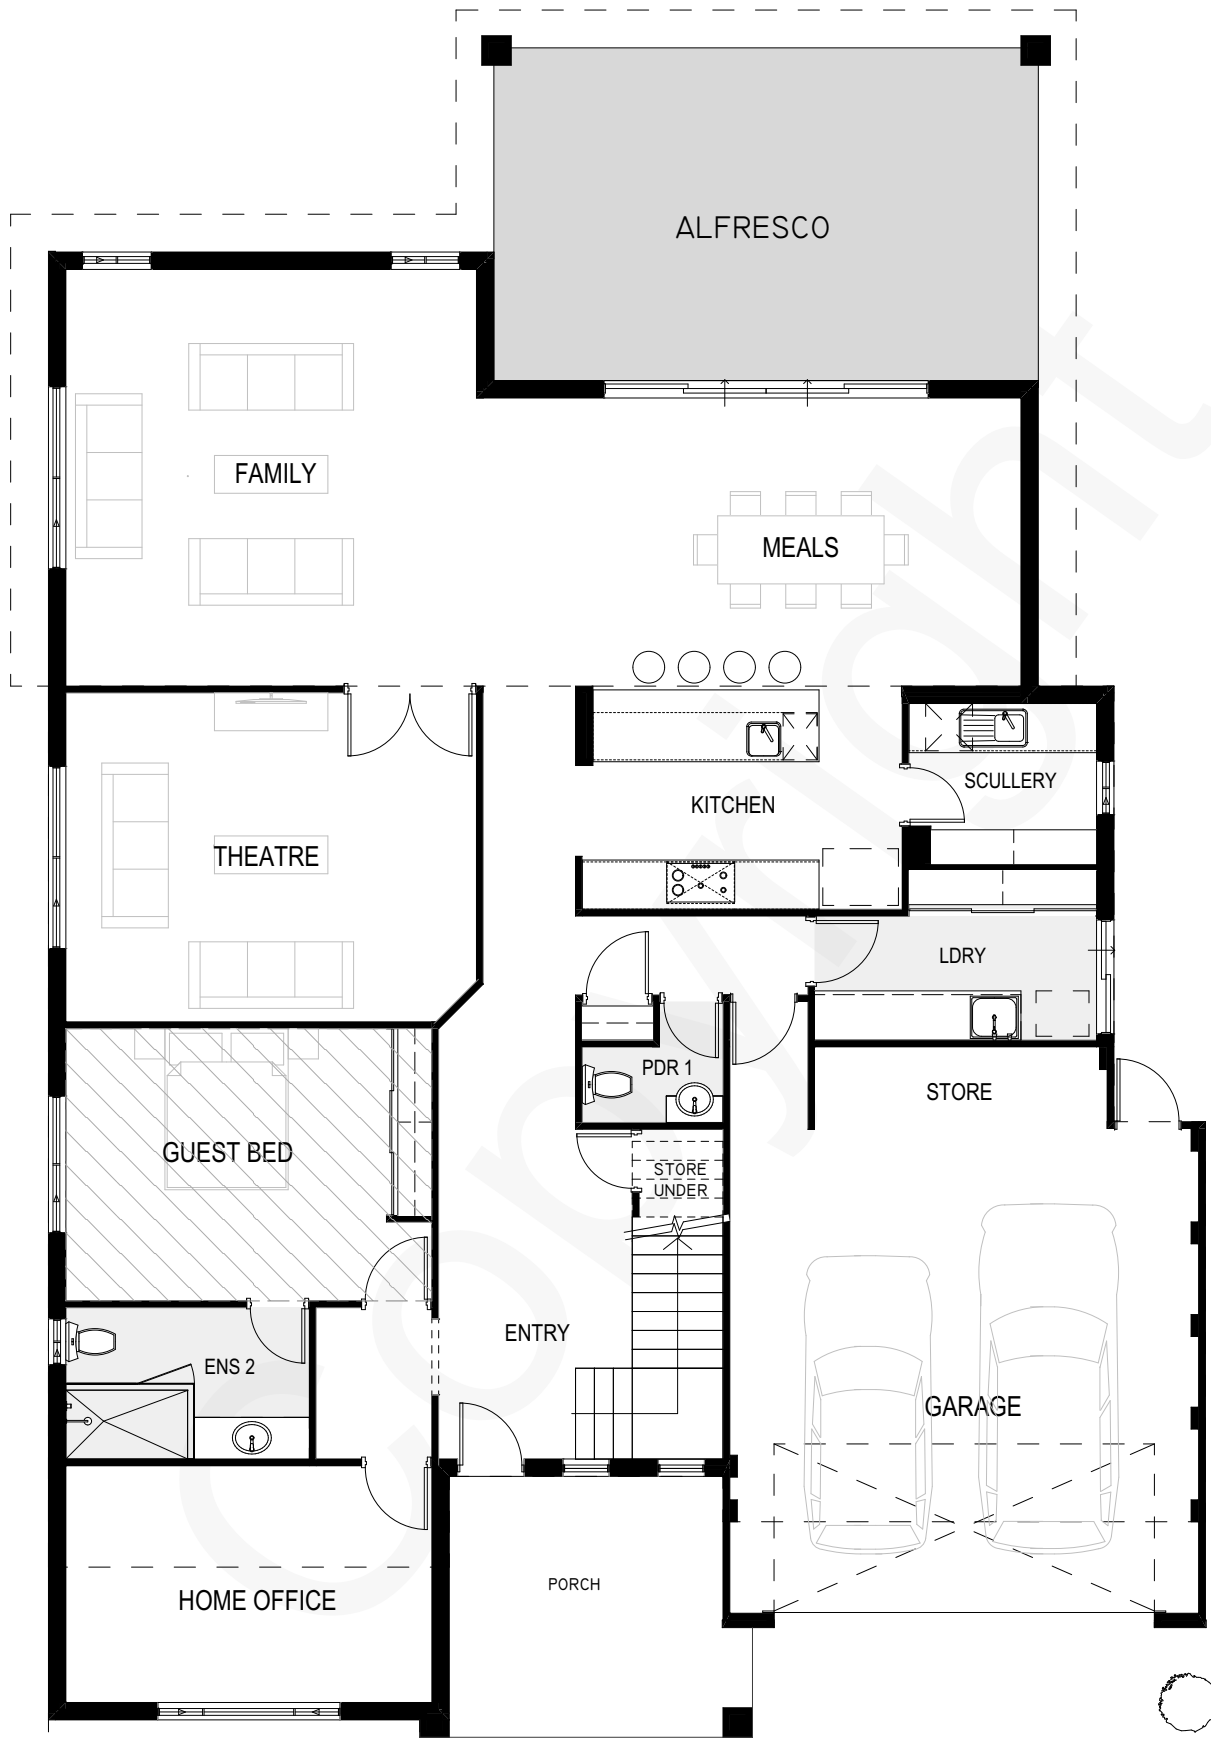 ALFRESCO
FAMILY
MEALS
KITCHEN
SCULLERY
THEATRE
LDRY
PDR 1
STORE
GUEST BED
STORE
UNDER
ENTRY
ENS 2
GARAGE
PORCH
HOME OFFICE
Copyright